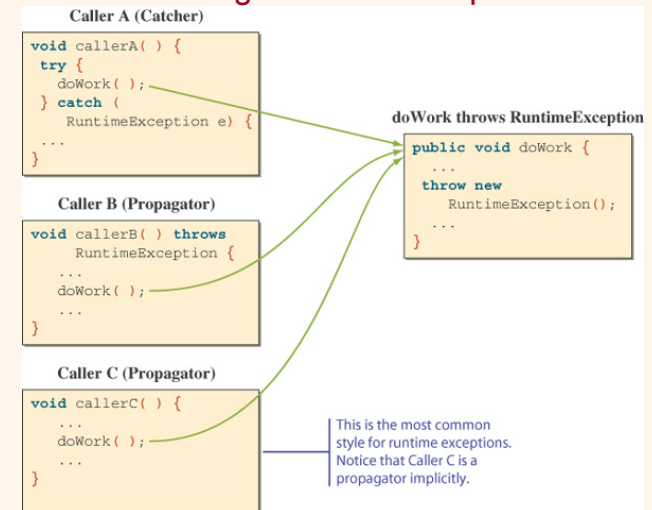 Caller A (Catcher)
void callerA( ) {
try {
doWork( );
} catch (
RuntimeException e) {
...
}
doWork throws RuntimeException
public void doWork {
...
throw new
RuntimeException();
...
}
Caller B (Propagator)
void callerB( ) throws
RuntimeException {
...
doWork( );
...
}
Caller C (Propagator)
void callerC( ) {
...
doWork( );
...
}
This is the most common
style for runtime exceptions.
Notice that Caller C is a
propagator implicitly.